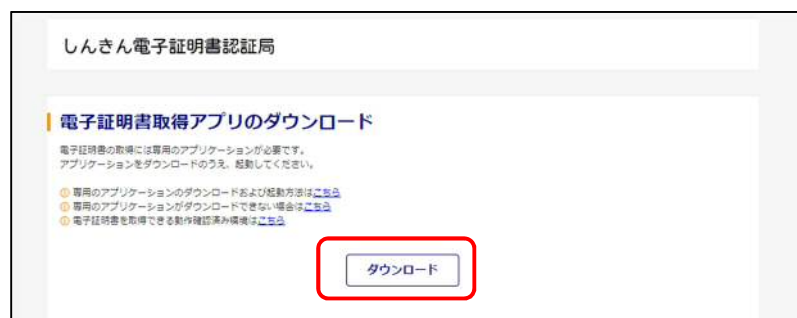 しんきん電子証明書認証局
電子証明書取得アプリのダウンロード
電子証明書の取得には専用のアプリケーションが必要です。
アプリケーションをダウンロードのうえ、起動してください。
専用のアプリケーションのダウンロードおよび起動方法はこちら
専用のアプリケーションがダウンロードできない場合はこちら
電子証明書を取得できる動作確認済み環境はこちら
ダウンロード